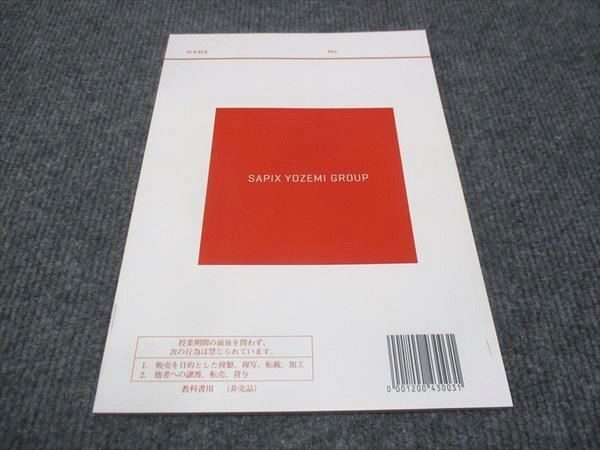 NAME No.
SAPIX YOZEMI GROUP
授業期間の前後を問わず、
次の行為は禁じられています。
1. 販売を目的とした複製、複写、転載、加工
2. 他者への譲渡、転売、貸与
教科書用 (非売品)
0 001200 430031